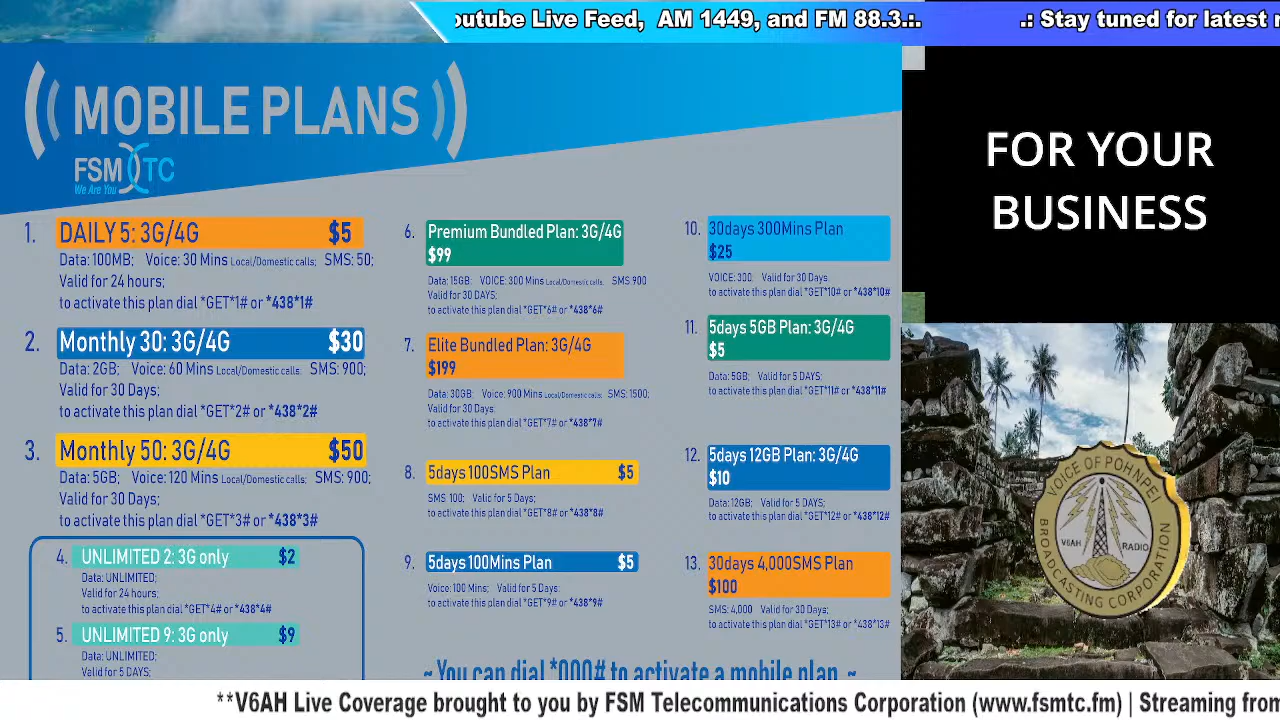 outube Live Feed, AM 1449, and FM 88.3.:.
.: Stay tuned for latest
MOBILE PLANS
FSMTC
We Are You
1. DAILY 5: 3G/4G $5
Data: 100MB; Voice: 30 Mins Local/Domestic calls; SMS: 50;
Valid for 24 hours;
to activate this plan dial *GET*1# or *438*1#
2. Monthly 30: 3G/4G $30
Data: 2GB; Voice: 60 Mins Local/Domestic calls. SMS: 900;
Valid for 30 Days;
to activate this plan dial *GET*2# or *438*2#
3. Monthly 50: 3G/4G $50
Data: 5GB; Voice: 120 Mins Local/Domestic calls; SMS: 900;
Valid for 30 Days;
to activate this plan dial *GET*3# or *438*3#
4. UNLIMITED 2: 3G only $2
Data: UNLIMITED;
Valid for 24 hours;
to activate this plan dial *GET*4# or *438*4#
5. UNLIMITED 9: 3G only $9
Data: UNLIMITED;
Valid for 5 DAYS;
6. Premium Bundled Plan: 3G/4G
$99
Data: 15GB; VOICE: 300 Mins Local/Domestic calls. SMS 900
Valid for 30 DAYS;
to activate this plan dial *GET*6# or *438*6#
7. Elite Bundled Plan: 3G/4G
$199
Data: 30GB; Voice: 900 Mins Local/Domestic calls; SMS: 1500;
Valid for 30 Days;
to activate this plan dial *GET*7# or *438*7#
8. 5days 100SMS Plan $5
SMS 100; Valid for 5 Days;
to activate this plan dial *GET*8# or *438*8#
9. 5days 100Mins Plan $5
Voice: 100 Mins; Valid for 5 Days;
to activate this plan dial *GET*9# or *438*9#
10. 30days 300Mins Plan
$25
VOICE: 300 Valid for 30 Days;
to activate this plan dial *GET*10# or *438*10#
11. 5days 5GB Plan: 3G/4G
$5
Data: 5GB; Valid for 5 DAYS;
to activate this plan dial *GET*11# or *438*11#
12. 5days 12GB Plan: 3G/4G
$10
Data: 12GB; Valid for 5 DAYS;
to activate this plan dial *GET*12# or *438*12#
13. 30days 4,000SMS Plan
$100
SMS: 4,000 Valid for 30 Days;
to activate this plan dial *GET*13# or *438*13#
~ You can dial *000# to activate a mobile plan ~
FOR YOUR
BUSINESS
VOICE OF POHNPEI
V6AH RADIO
BROADCASTING CORPORATION
**V6AH Live Coverage brought to you by FSM Telecommunications Corporation (www.fsmtc.fm) | Streaming from